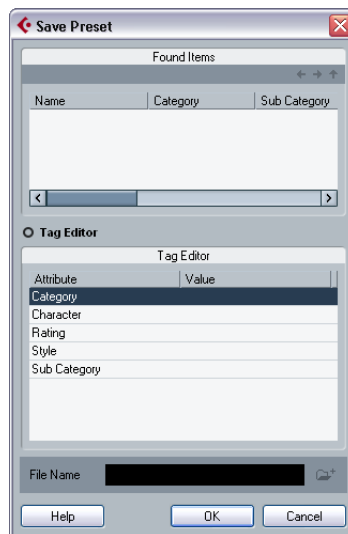 Save Preset
Found Items
Name Category Sub Category
Tag Editor
Tag Editor
Attribute Value
Category
Character
Rating
Style
Sub Category
File Name
Help OK Cancel